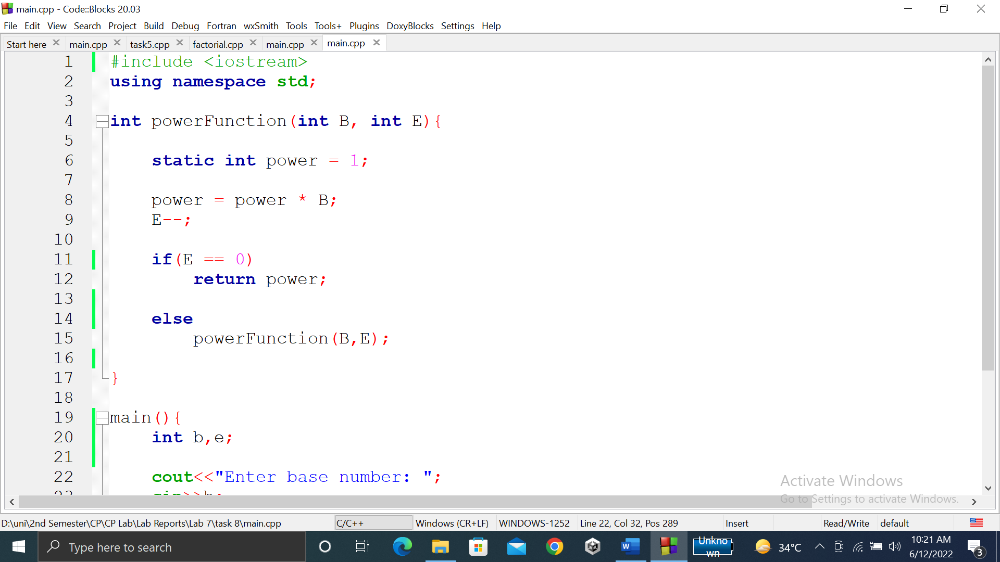 main.cpp - Code::Blocks 20.03
File Edit View Search Project Build Debug Fortran wxSmith Tools Tools+ Plugins DoxyBlocks Settings Help
Start here main.cpp task5.cpp factorial.cpp main.cpp main.cpp
1 #include <iostream>
2 using namespace std;
3
4 int powerFunction(int B, int E){
5
6 static int power = 1;
7
8 power = power * B;
9 E--;
10
11 if(E == 0)
12 return power;
13
14 else
15 powerFunction(B,E);
16
17 }
18
19 main(){
20 int b,e;
21
22 cout<<"Enter base number: ";
Activate Windows
Go to Settings to activate Windows.
D:\uni\2nd Semester\CP\CP Lab\Lab Reports\Lab 7\task 8\main.cpp C/C++ Windows (CR+LF) WINDOWS-1252 Line 22, Col 32, Pos 289 Insert Read/Write default
Type here to search
Unkno
wn
34°C
10:21 AM
6/12/2022
3